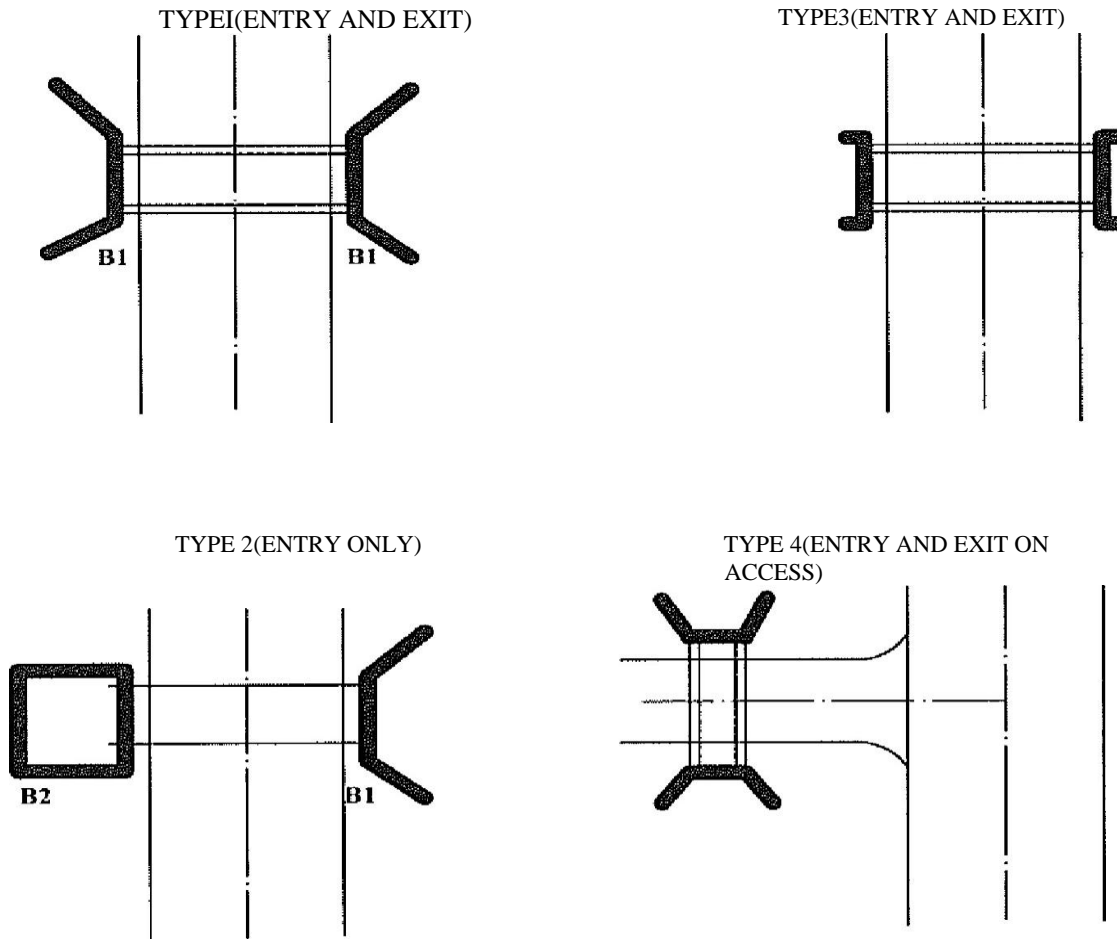 TYPEI(ENTRY AND EXIT)
TYPE3(ENTRY AND EXIT)
B1
B1
TYPE 2(ENTRY ONLY)
TYPE 4(ENTRY AND EXIT ON
ACCESS)
B2
B1